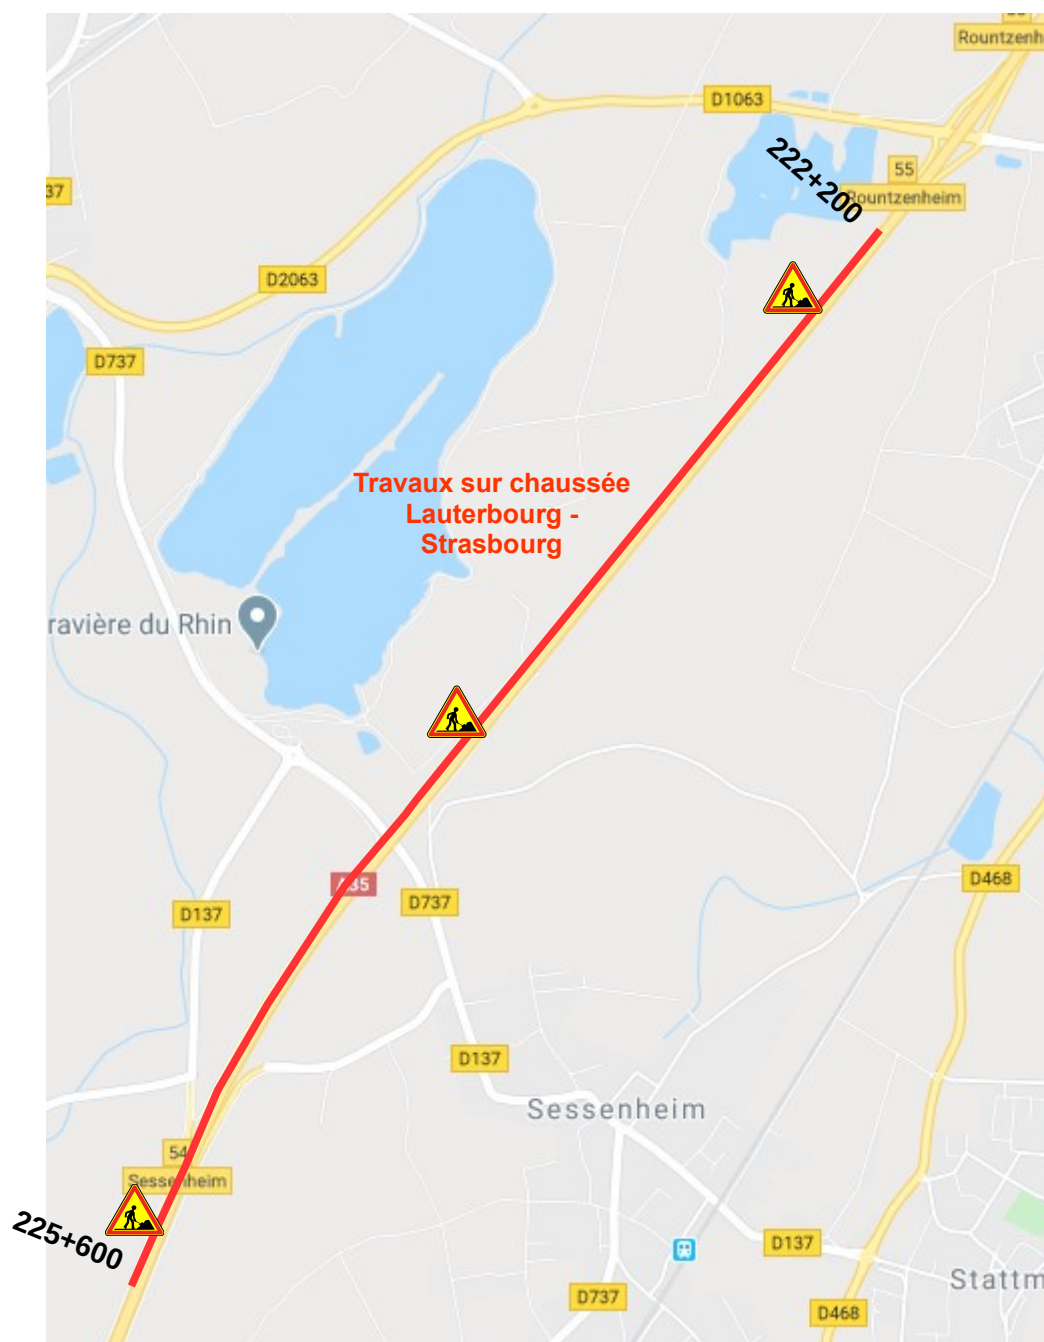 Rountzenh
D1063
222+200
55
Rountzenheim
37
D2063
D737
Travaux sur chaussée
Lauterbourg -
Strasbourg
ravière du Rhin
A35
D737
D468
D137
D137
Sessenheim
54
Sessenheim
225+600
D137
Stattm
D737
D468